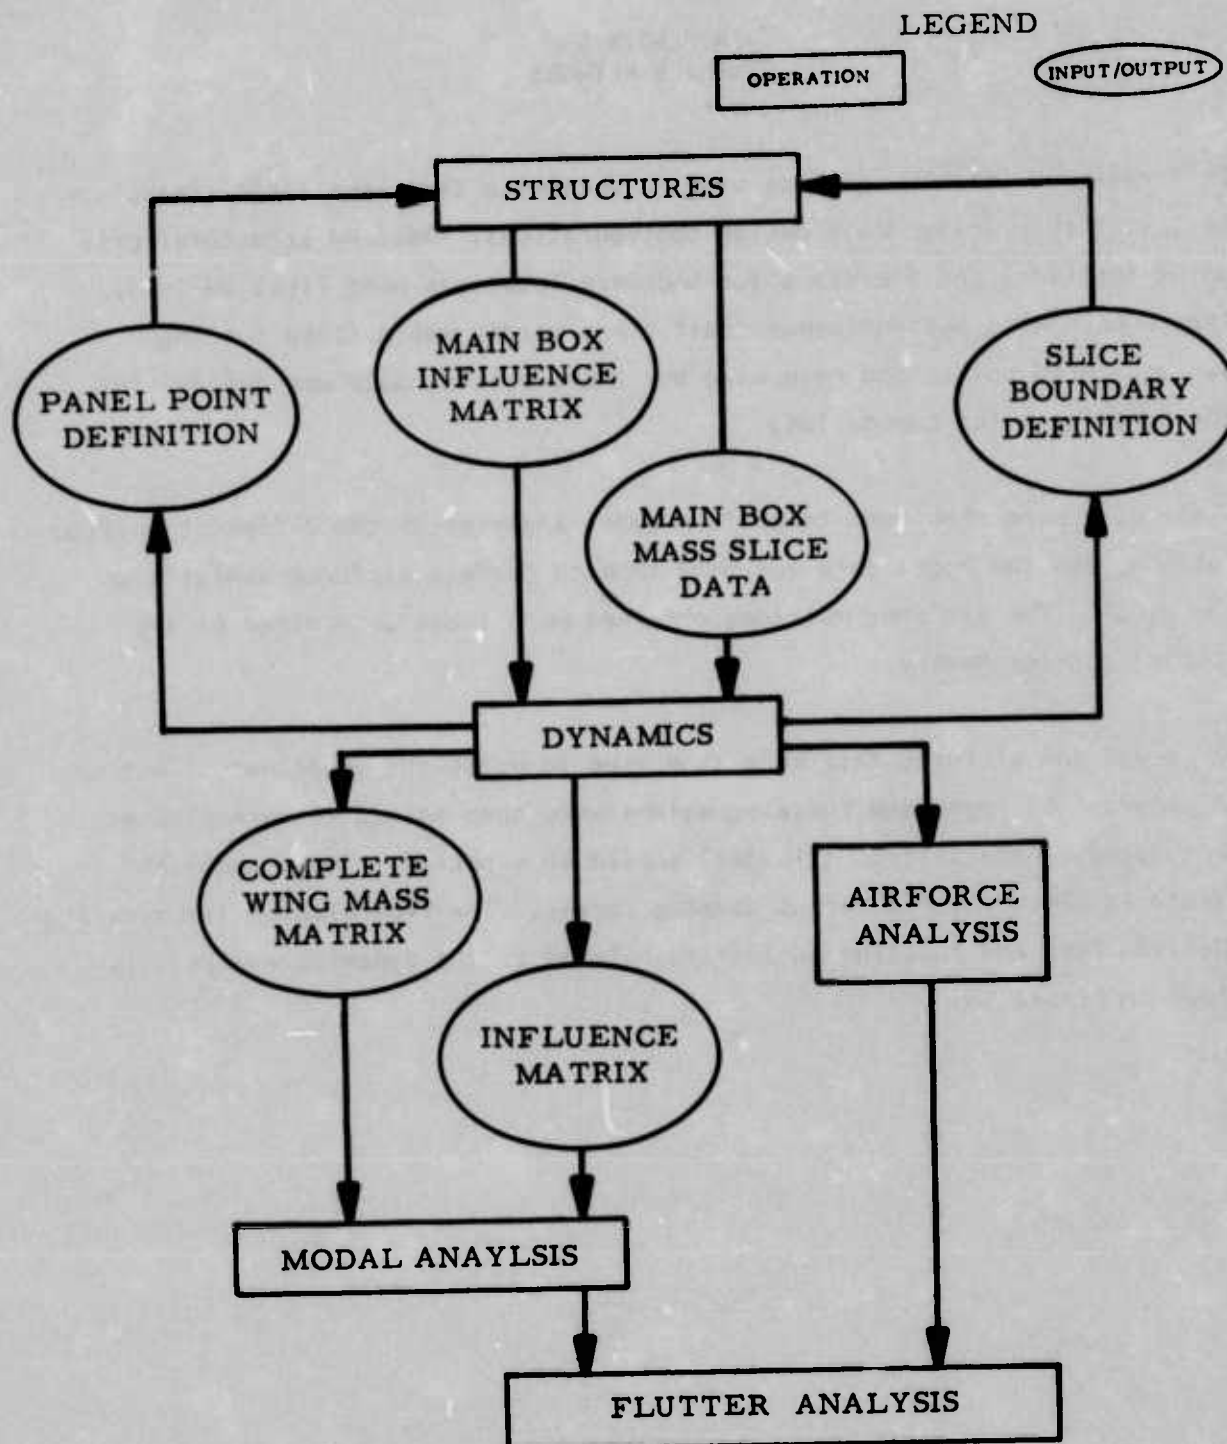 LEGEND
OPERATION
INPUT/OUTPUT
STRUCTURES
PANEL POINT
DEFINITION
MAIN BOX
INFLUENCE
MATRIX
MAIN BOX
MASS SLICE
DATA
SLICE
BOUNDARY
DEFINITION
DYNAMICS
COMPLETE
WING MASS
MATRIX
INFLUENCE
MATRIX
AIRFORCE
ANALYSIS
MODAL ANAYLSIS
FLUTTER ANALYSIS